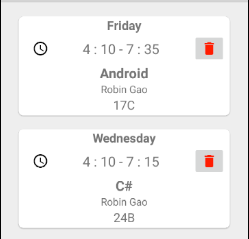 Friday
4 : 10 - 7 : 35
Android
Robin Gao
17C
Wednesday
4 : 10 - 7 : 15
C#
Robin Gao
24B